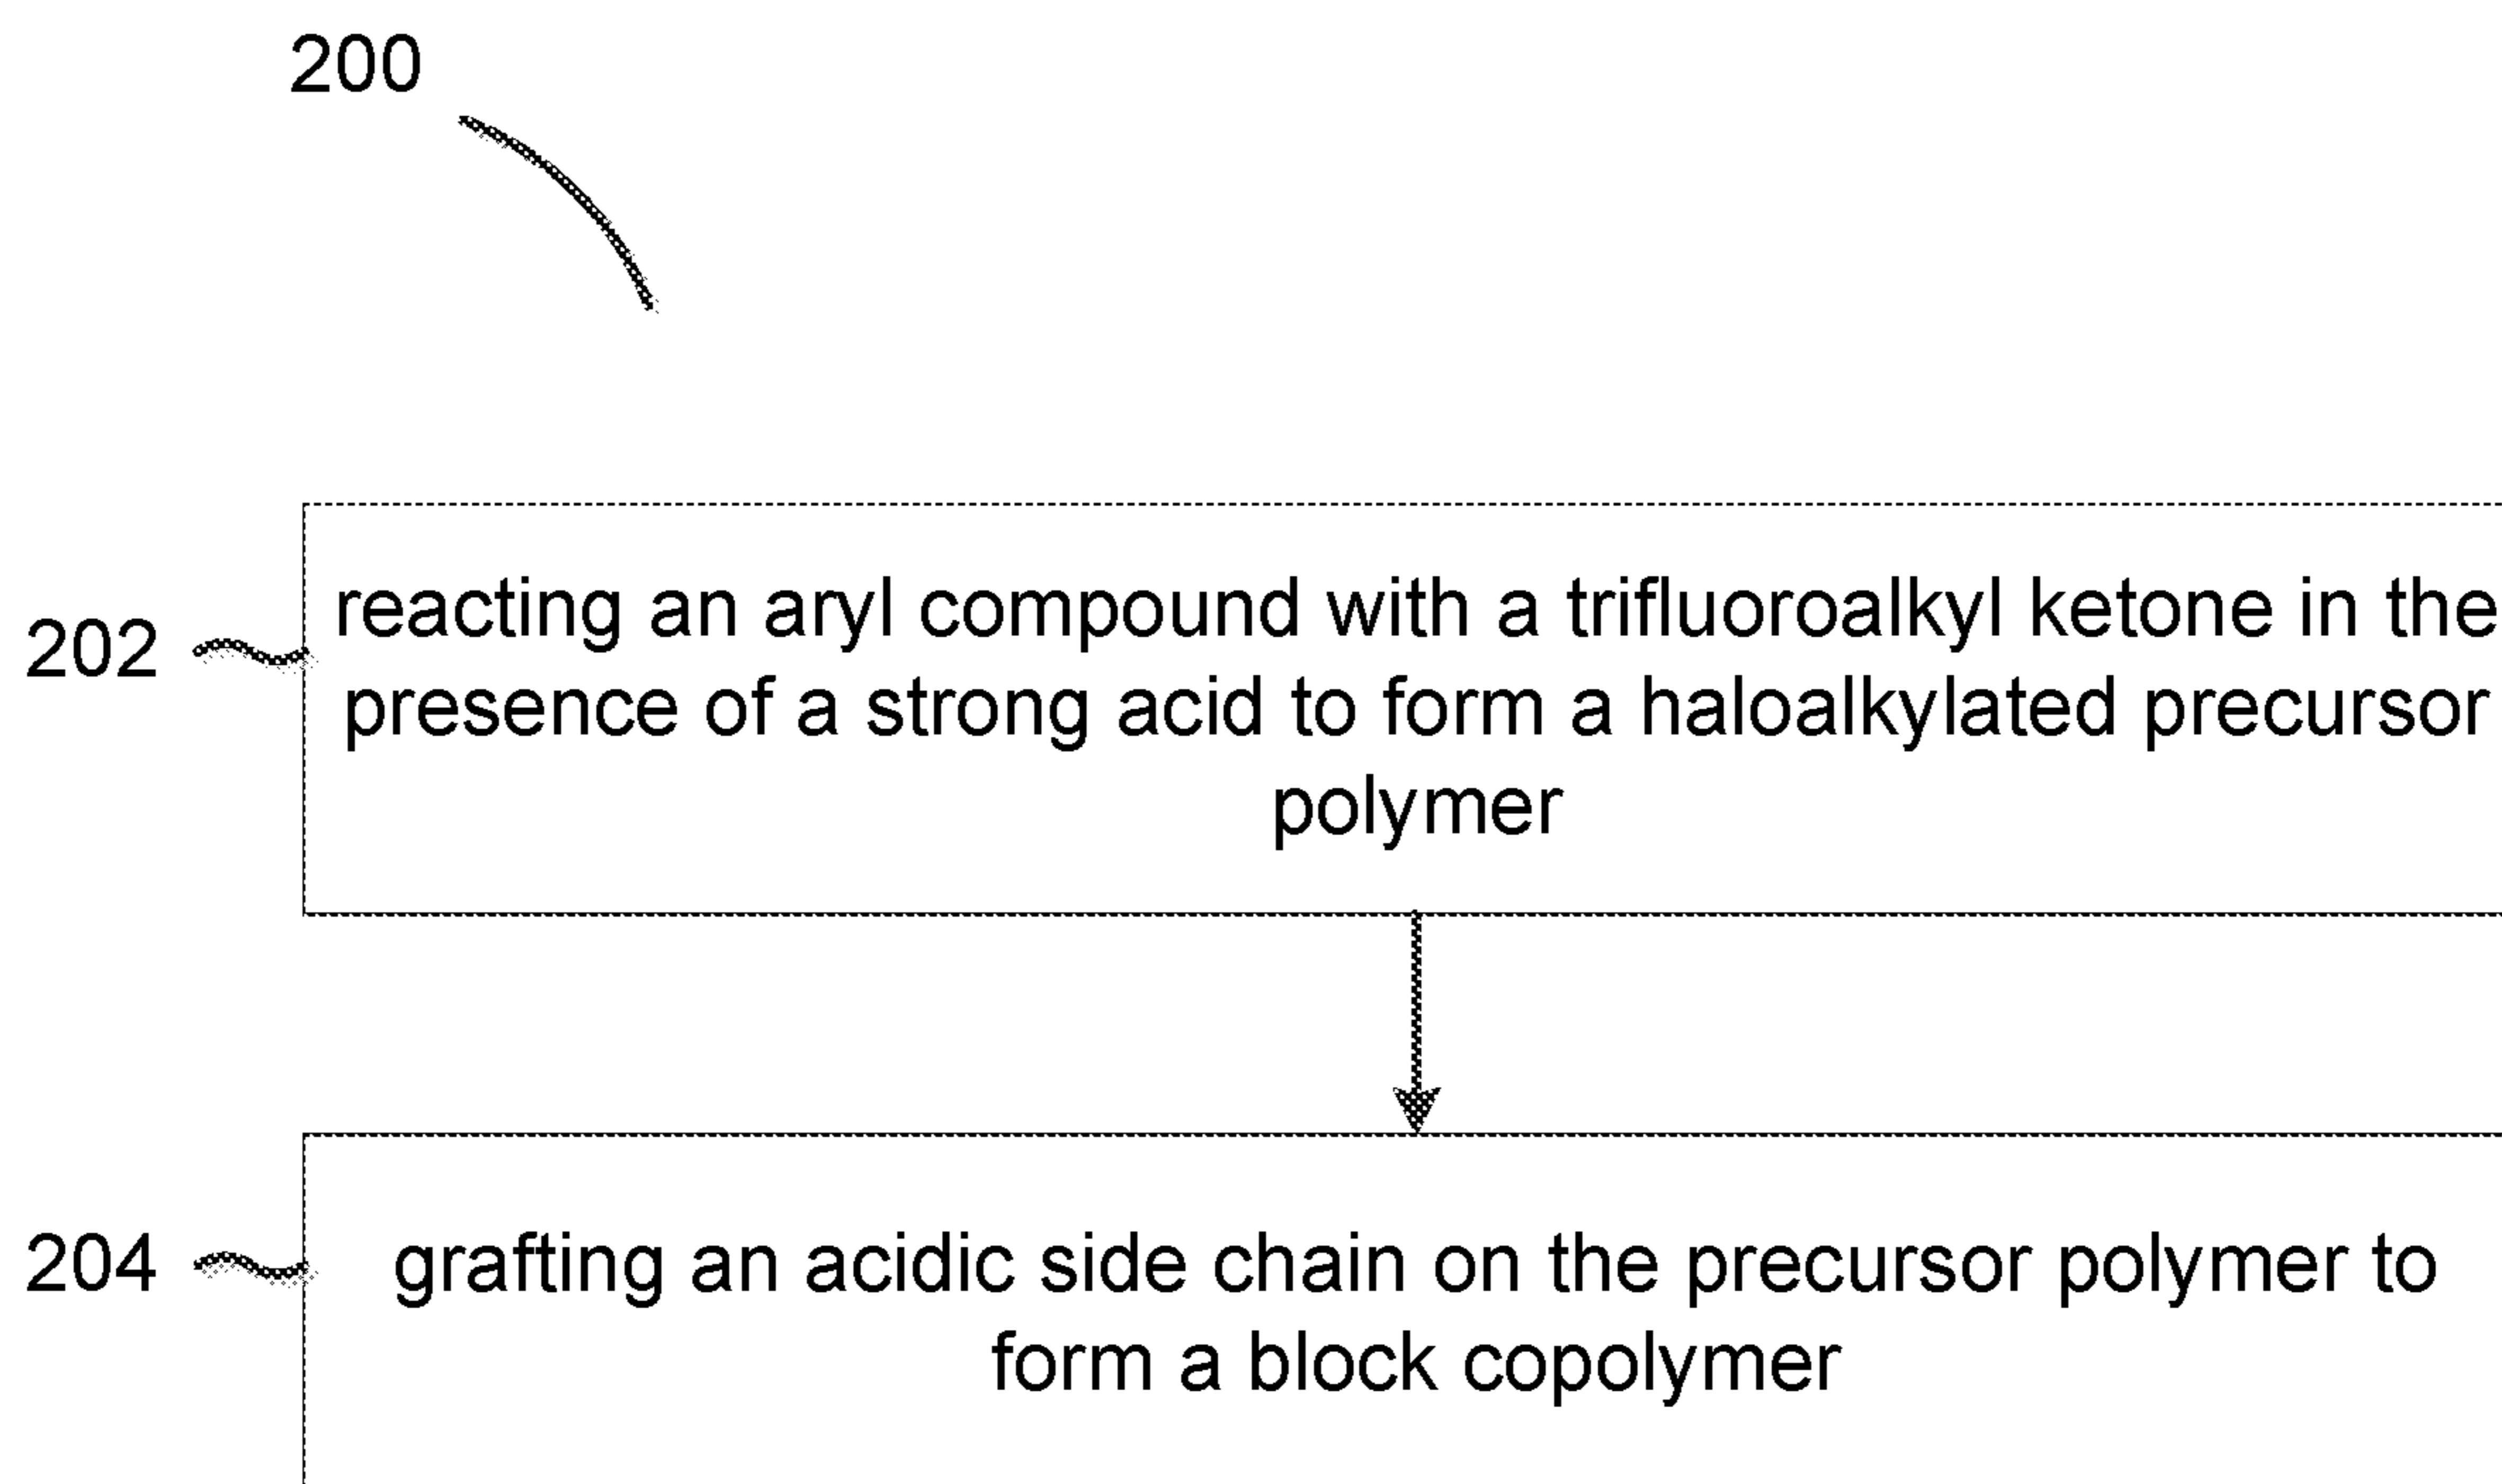 200
202
reacting an aryl compound with a trifluoroalkyl ketone in the
presence of a strong acid to form a haloalkylated precursor
polymer
204
grafting an acidic side chain on the precursor polymer to
form a block copolymer